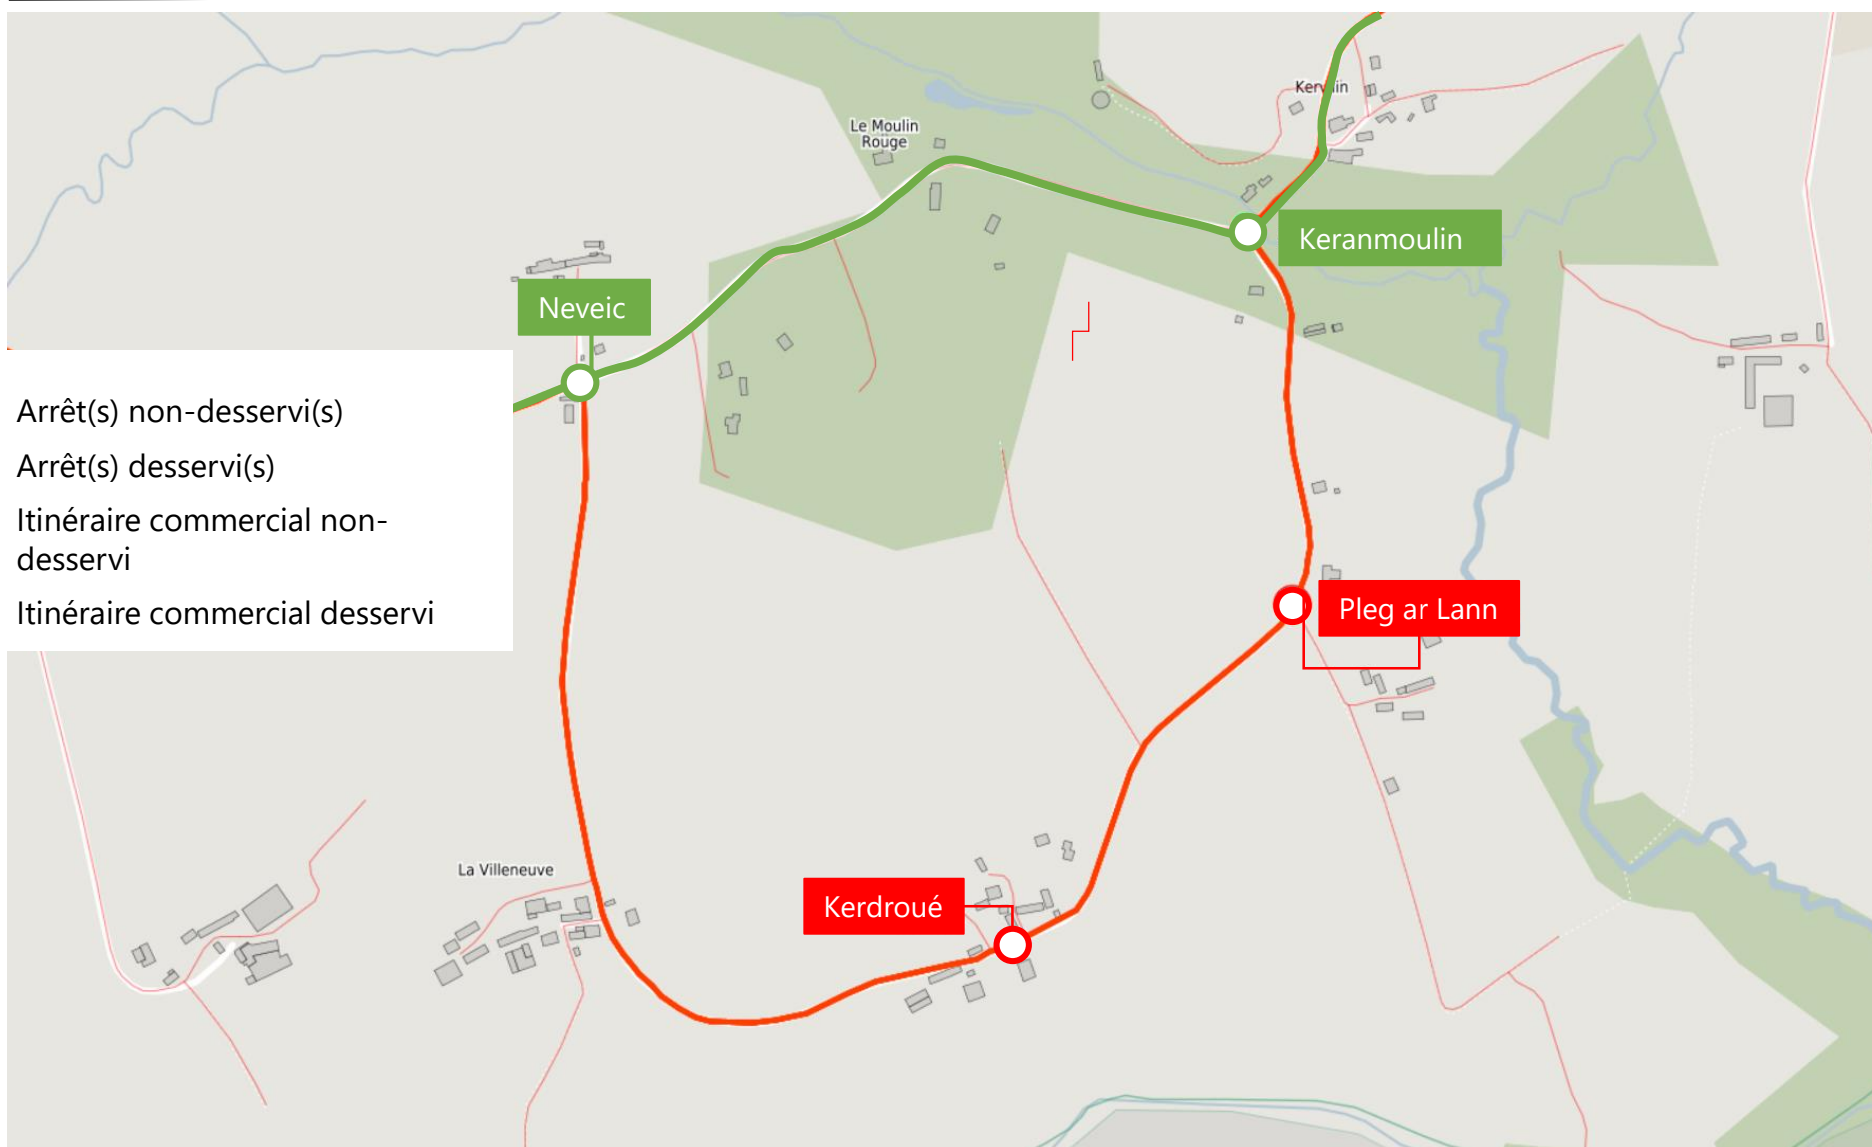 Kervilin
Le Moulin
Rouge
Keranmoulin
Neveic
Arrêt(s) non-desservi(s)
Arrêt(s) desservi(s)
Itinéraire commercial non-
desservi
Itinéraire commercial desservi
Pleg ar Lann
La Villeneuve
Kerdroué